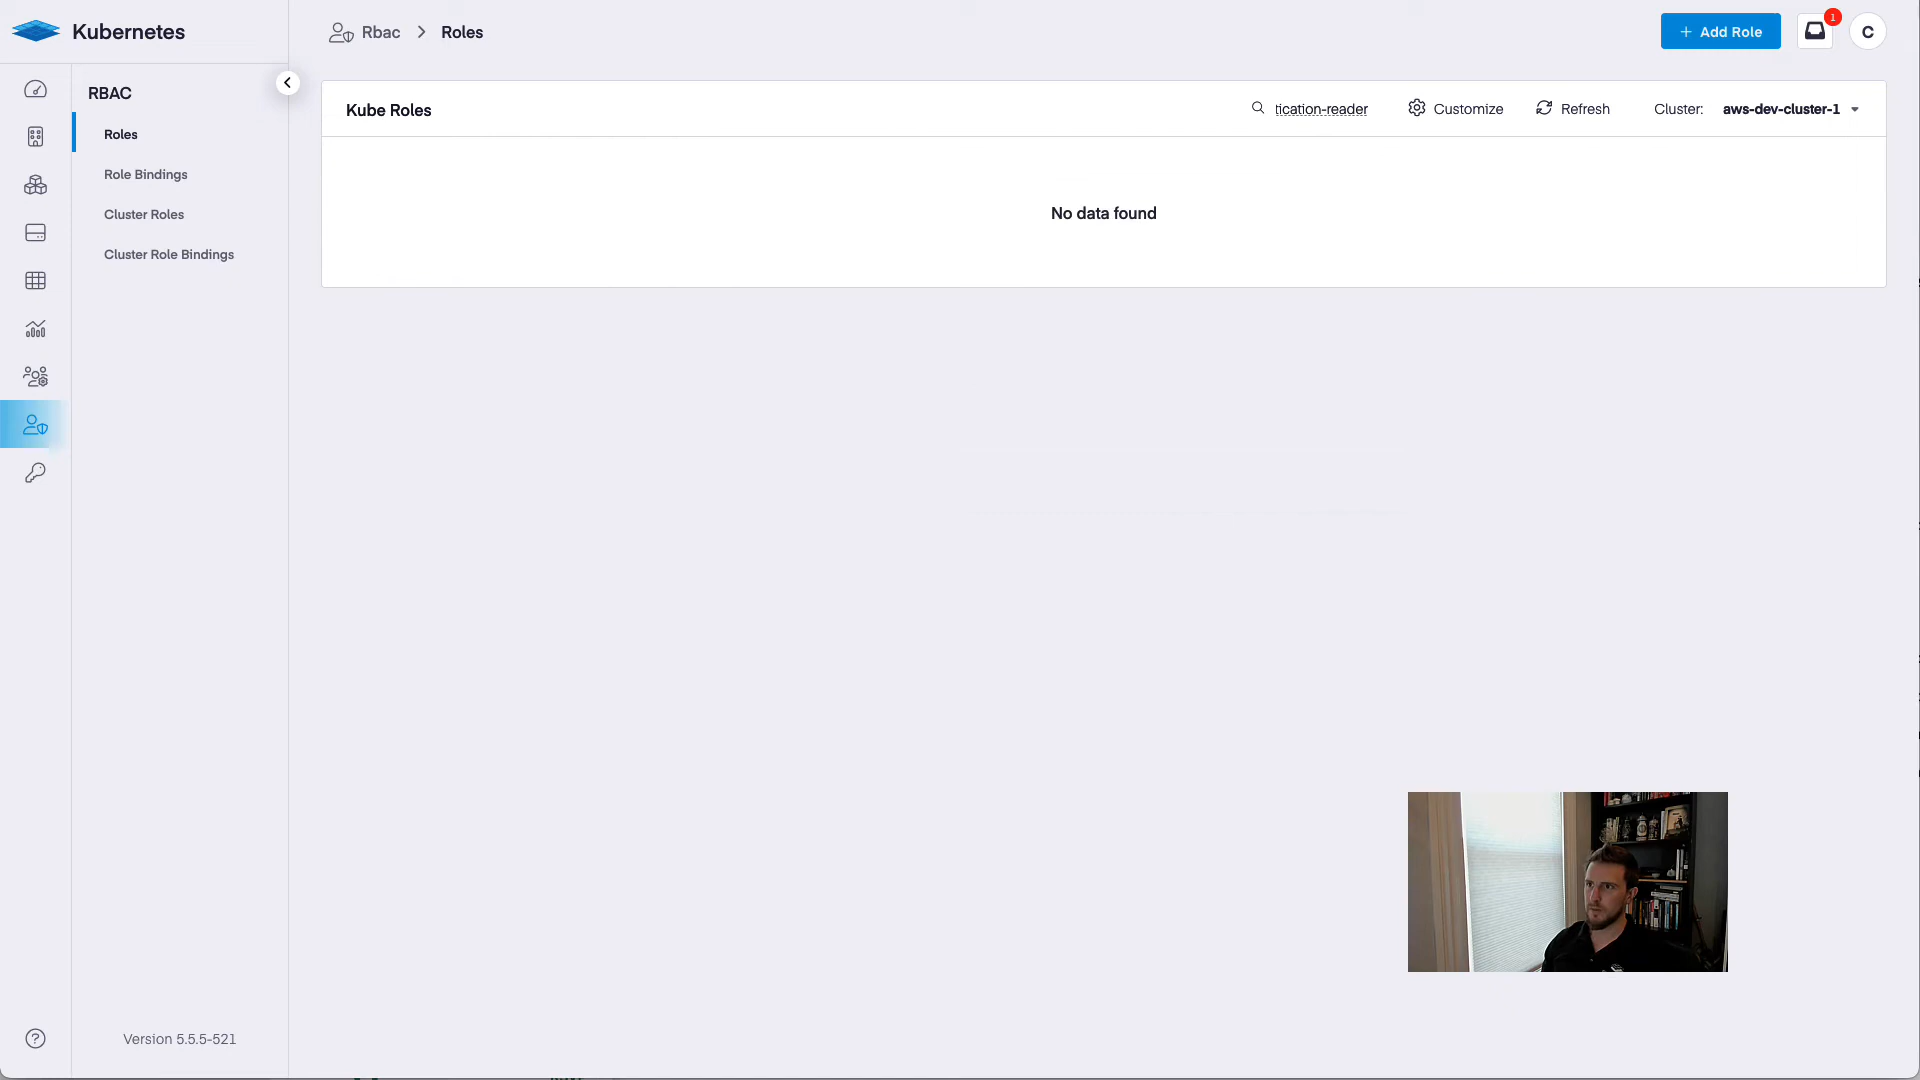 Kubernetes
Rbac > Roles
+ Add Role
1
C
RBAC
Roles
Role Bindings
Cluster Roles
Cluster Role Bindings
Kube Roles
tication-reader
Customize
Refresh
Cluster: aws-dev-cluster-1
No data found
?
Version 5.5.5-521